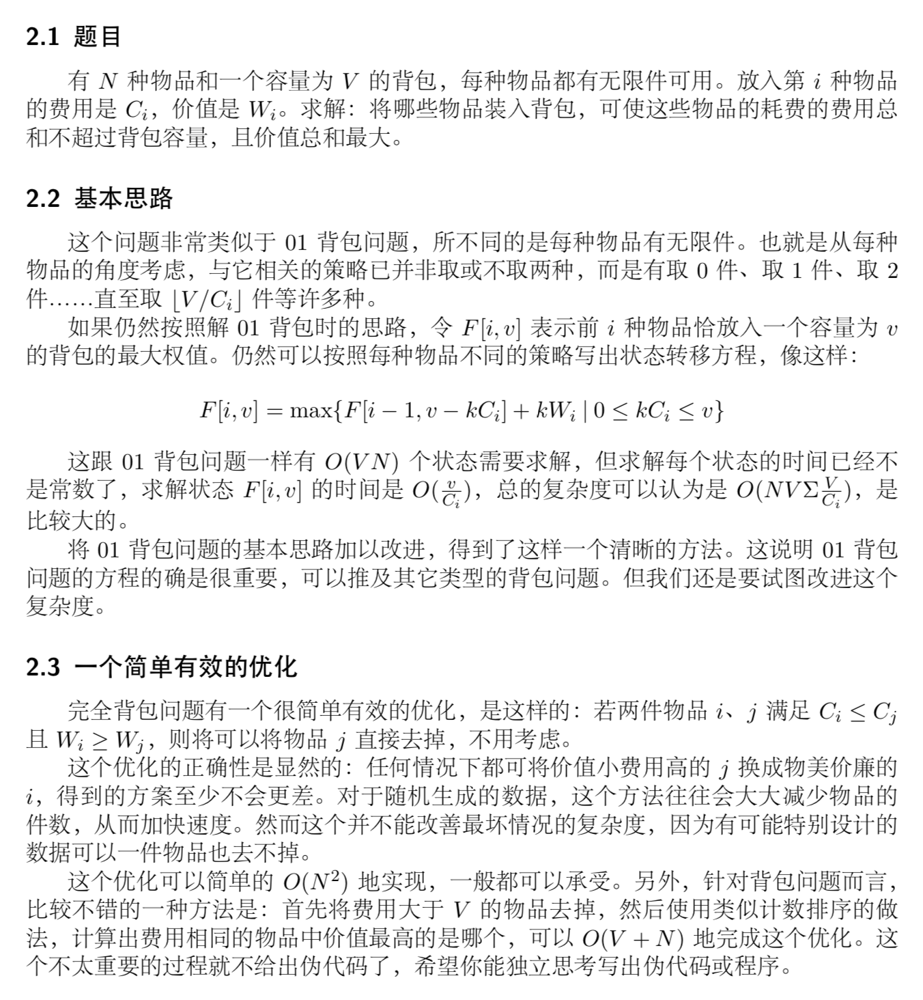 2.1 题目
有 N 种物品和一个容量为 V 的背包，每种物品都有无限件可用。放入第 i 种物品
的费用是 Cᵢ，价值是 Wᵢ。求解：将哪些物品装入背包，可使这些物品的耗费的费用总
和不超过背包容量，且价值总和最大。
2.2 基本思路
这个问题非常类似于 01 背包问题，所不同的是每种物品有无限件。也就是从每种
物品的角度考虑，与它相关的策略已并非取或不取两种，而是有取 0 件、取 1 件、取 2
件……直至取 ⌊V/Cᵢ⌋ 件等许多种。
如果仍然按照解 01 背包时的思路，令 F[i, v] 表示前 i 种物品恰放入一个容量为 v
的背包的最大权值。仍然可以按照每种物品不同的策略写出状态转移方程，像这样：
F[i, v] = max{F[i − 1, v − kCᵢ] + kWᵢ | 0 ≤ kCᵢ ≤ v}
这跟 01 背包问题一样有 O(VN) 个状态需要求解，但求解每个状态的时间已经不
是常数了，求解状态 F[i, v] 的时间是 O(v/Cᵢ)，总的复杂度可以认为是 O(NVΣV/Cᵢ)，是
比较大的。
将 01 背包问题的基本思路加以改进，得到了这样一个清晰的方法。这说明 01 背包
问题的方程的确是很重要，可以推及其它类型的背包问题。但我们还是要试图改进这个
复杂度。
2.3 一个简单有效的优化
完全背包问题有一个很简单有效的优化，是这样的：若两件物品 i、j 满足 Cᵢ ≤ Cⱼ
且 Wᵢ ≥ Wⱼ，则将可以将物品 j 直接去掉，不用考虑。
这个优化的正确性是显然的：任何情况下都可将价值小费用高的 j 换成物美价廉的
i，得到的方案至少不会更差。对于随机生成的数据，这个方法往往会大大减少物品的
件数，从而加快速度。然而这个并不能改善最坏情况的复杂度，因为有可能特别设计的
数据可以一件物品也去不掉。
这个优化可以简单的 O(N²) 地实现，一般都可以承受。另外，针对背包问题而言，
比较不错的一种方法是：首先将费用大于 V 的物品去掉，然后使用类似计数排序的做
法，计算出费用相同的物品中价值最高的是哪个，可以 O(V + N) 地完成这个优化。这
个不太重要的过程就不给出伪代码了，希望你能独立思考写出伪代码或程序。